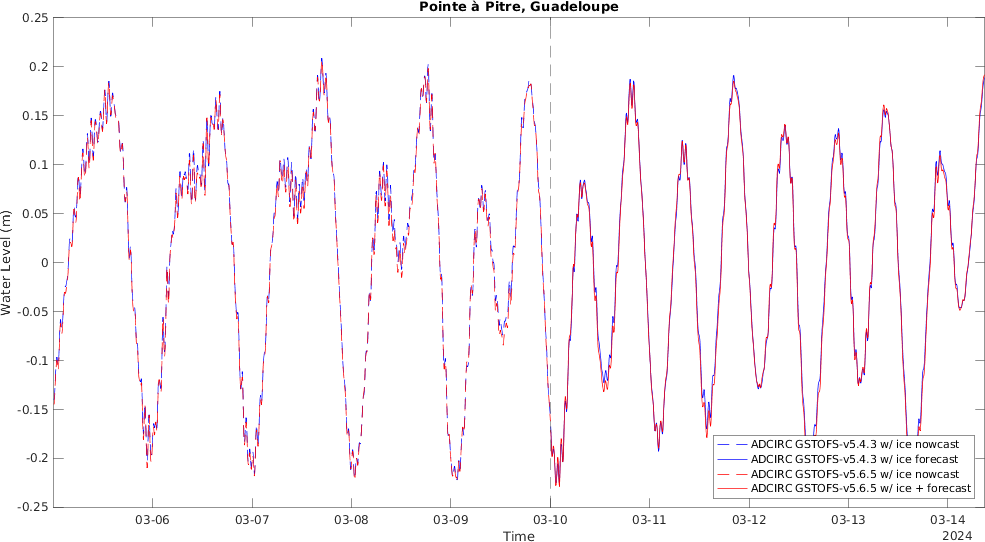 Pointe à Pitre, Guadeloupe
0.25
0.2
0.15
0.1
0.05
0
-0.05
-0.1
-0.15
-0.2
-0.25
Water Level (m)
ADCIRC GSTOFS-v5.4.3 w/ ice nowcast
ADCIRC GSTOFS-v5.4.3 w/ ice forecast
ADCIRC GSTOFS-v5.6.5 w/ ice nowcast
ADCIRC GSTOFS-v5.6.5 w/ ice + forecast
03-06 03-07 03-08 03-09 03-10 03-11 03-12 03-13 03-14
Time
2024